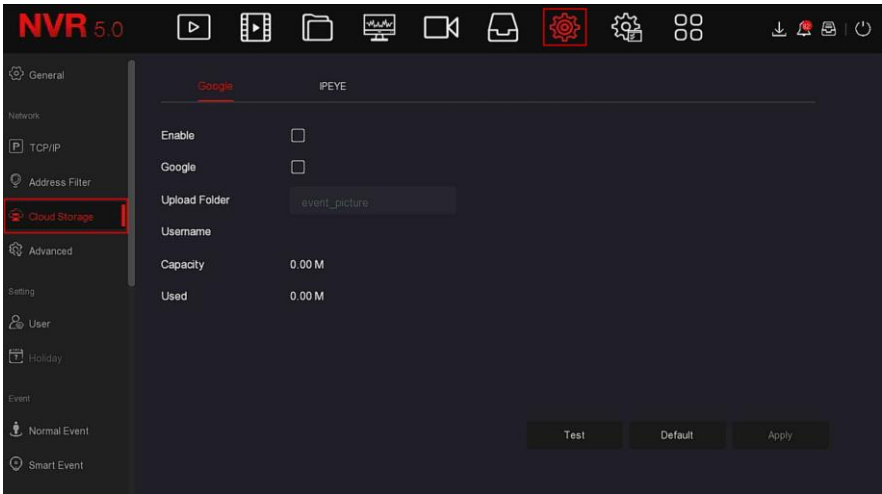 NVR 5.0
General
Network
TCP/IP
Address Filter
Cloud Storage
Advanced
Setting
User
Holiday
Event
Normal Event
Smart Event
Google IPEYE
Enable
Google
Upload Folder event_picture
Username
Capacity 0.00 M
Used 0.00 M
Test Default Apply